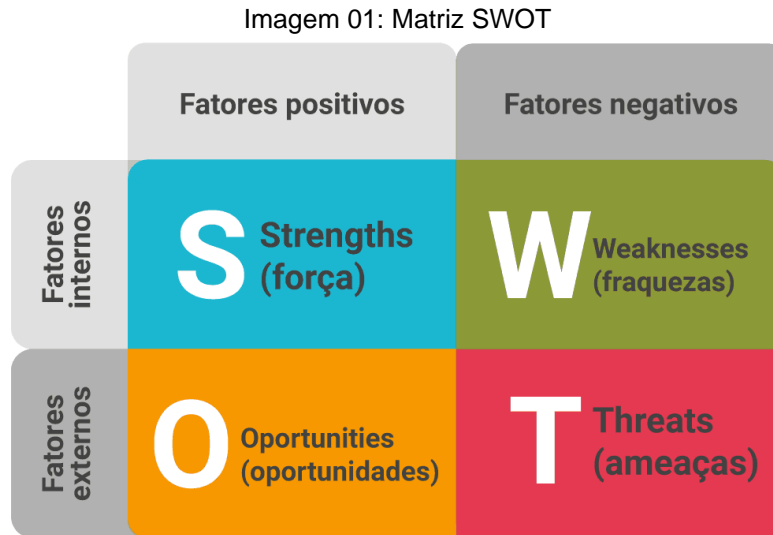 Imagem 01: Matriz SWOT
Fatores positivos
Fatores negativos
Fatores
internos
S
Strengths
(força)
W
Weaknesses
(fraquezas)
Fatores
externos
O
Oportunities
(oportunidades)
T
Threats
(ameaças)